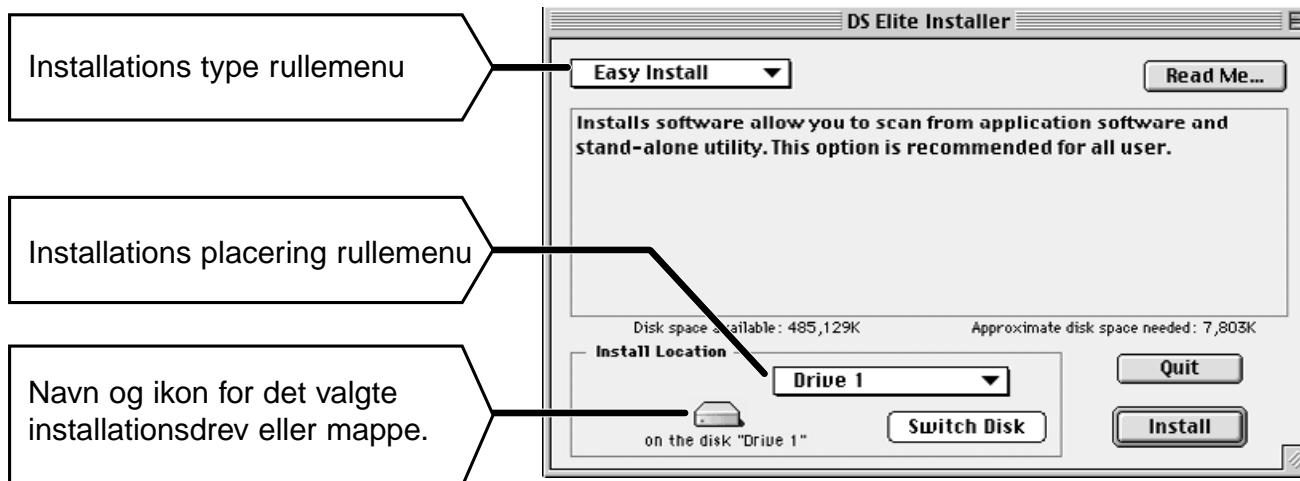 Installations type rullemenu
Installations placering rullemenu
Navn og ikon for det valgte
installationsdrev eller mappe.
DS Elite Installer
Easy Install
Read Me...
Installs software allow you to scan from application software and
stand-alone utility. This option is recommended for all user.
Disk space available: 485,129K
Approximate disk space needed: 7,803K
Install Location
Drive 1
on the disk "Drive 1"
Switch Disk
Quit
Install